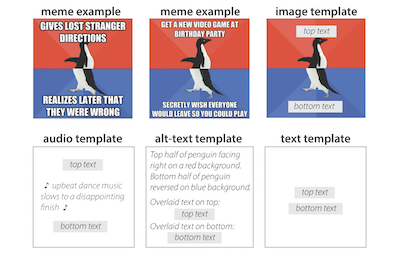 meme example
GIVES LOST STRANGER
DIRECTIONS
REALIZES LATER THAT
THEY WERE WRONG
meme example
GET A NEW VIDEO GAME AT
BIRTHDAY PARTY
SECRETLY WISH EVERYONE
WOULD LEAVE SO YOU COULD PLAY
image template
top text
bottom text
audio template
top text
♪ upbeat dance music
slows to a disappointing
finish ♪
bottom text
alt-text template
Top half of penguin facing
right on a red background.
Bottom half of penguin
reversed on blue background.
Overlaid text on top:
top text
Overlaid text on bottom:
bottom text
text template
top text
bottom text